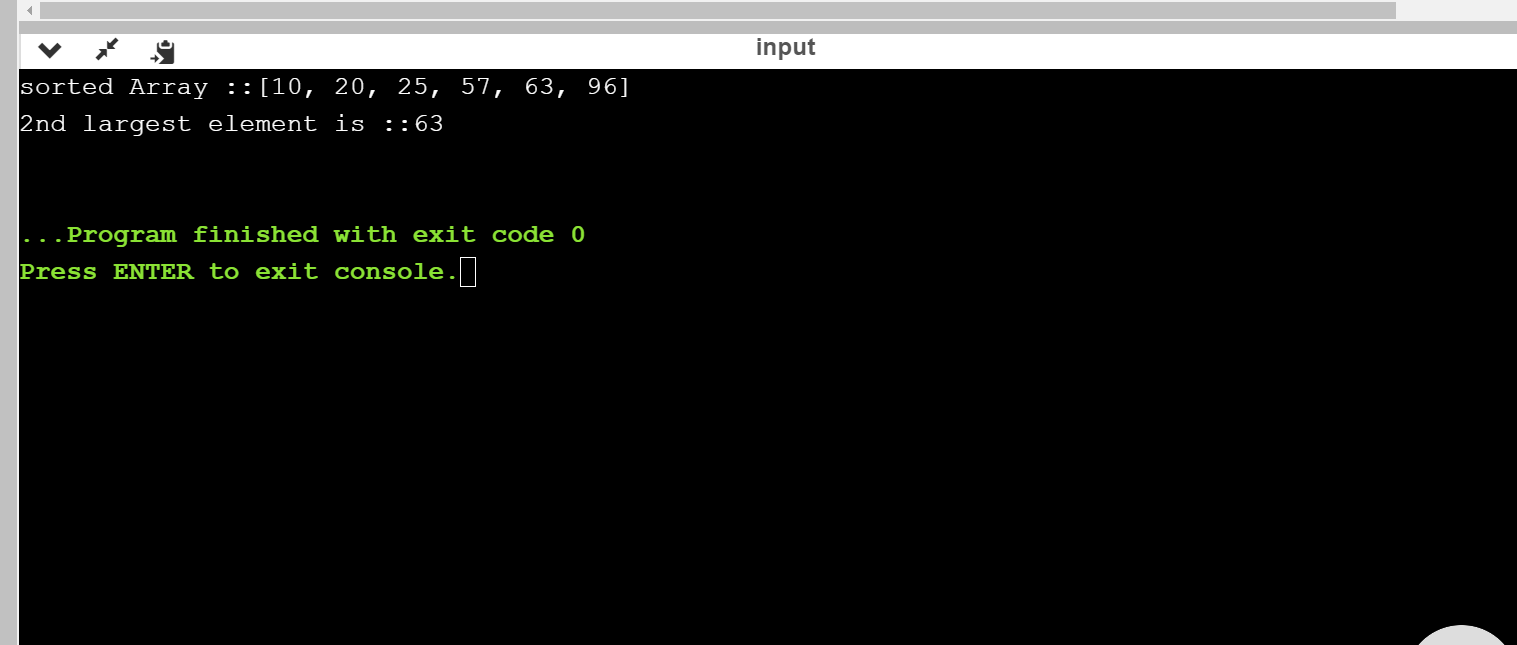 input
sorted Array ::[10, 20, 25, 57, 63, 96]
2nd largest element is ::63
...Program finished with exit code 0
Press ENTER to exit console.